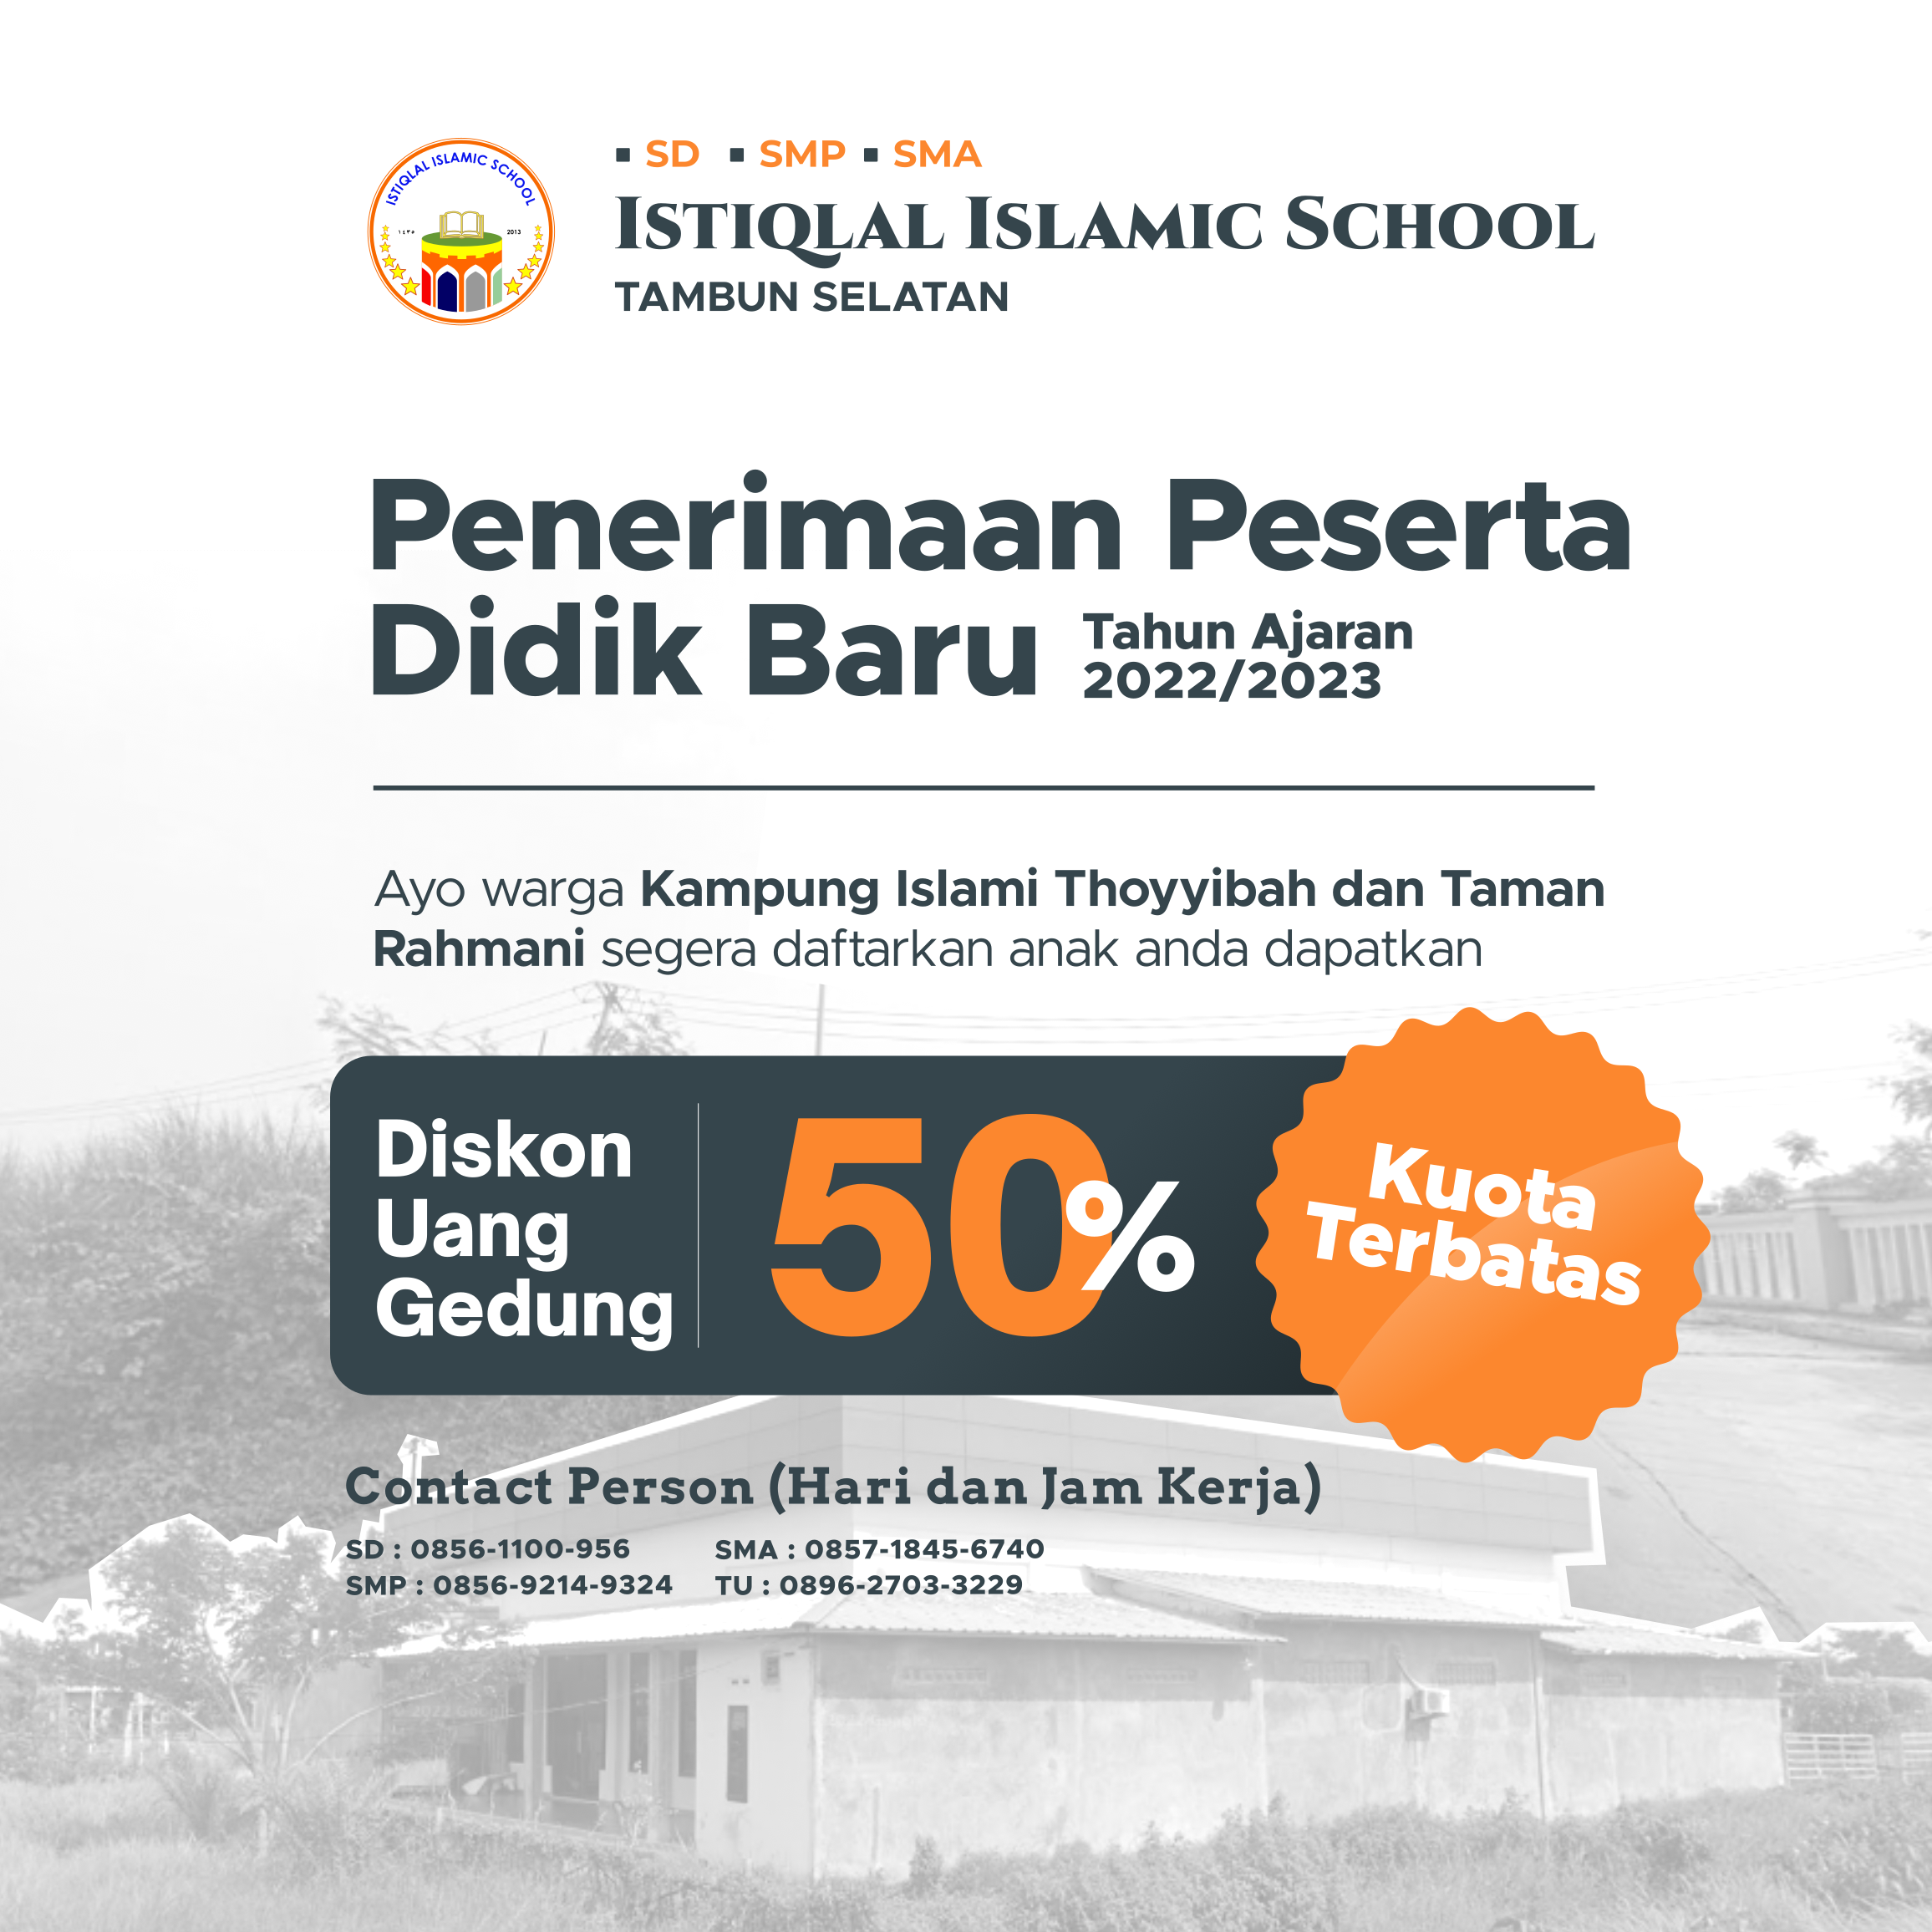 ISTIQLAL ISLAMIC SCHOOL
١٤٣٥ 2013
▪ SD ▪ SMP ▪ SMA
ISTIQLAL ISLAMIC SCHOOL
TAMBUN SELATAN
Penerimaan Peserta
Didik Baru
Tahun Ajaran
2022/2023
Ayo warga Kampung Islami Thoyyibah dan Taman
Rahmani segera daftarkan anak anda dapatkan
Diskon
Uang
Gedung
50%
Kuota
Terbatas
Contact Person (Hari dan Jam Kerja)
SD : 0856-1100-956
SMP : 0856-9214-9324
SMA : 0857-1845-6740
TU : 0896-2703-3229